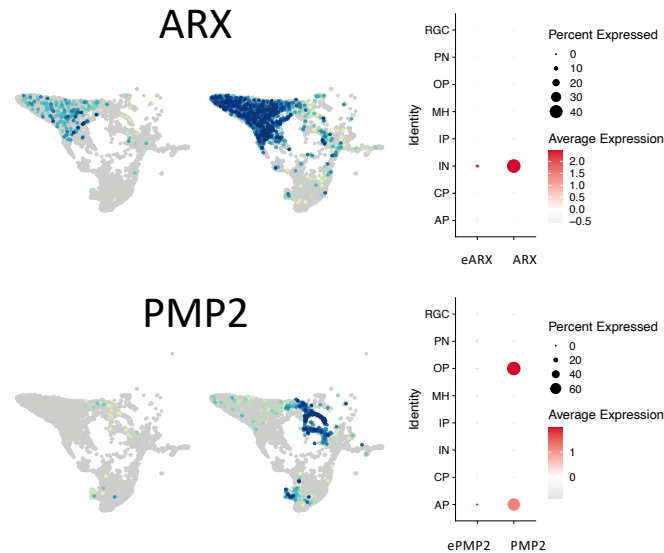 ARX
RGC
PN
OP
MH
IP
IN
CP
AP
Identity
eARX ARX
Percent Expressed
0
10
20
30
40
Average Expression
2.0
1.5
1.0
0.5
0.0
−0.5
PMP2
RGC
PN
OP
MH
IP
IN
CP
AP
Identity
ePMP2 PMP2
Percent Expressed
0
20
40
60
Average Expression
1
0